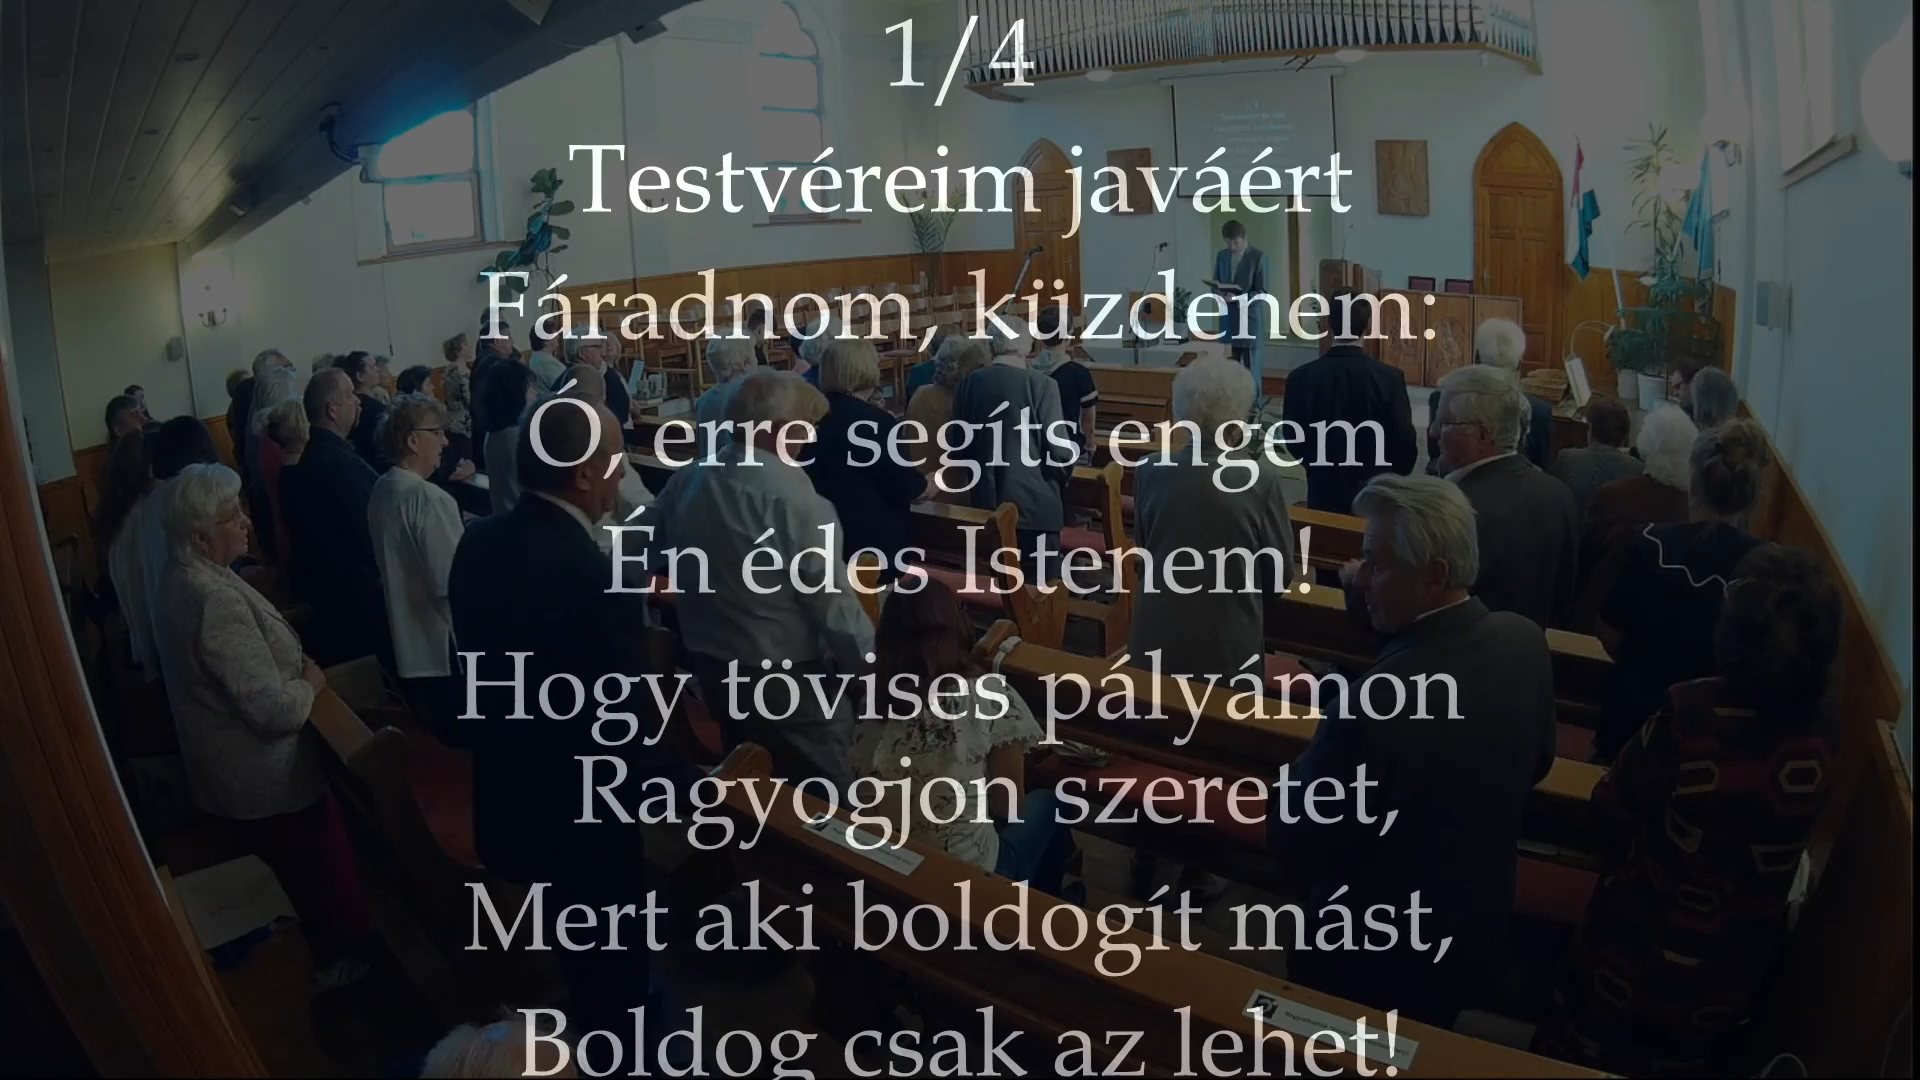 1/4
Testvéreim javáért
Fáradnom, küzdenem:
Ó, erre segíts engem
Én édes Istenem!
Hogy tövises pályámon
Ragyogjon szeretet,
Mert aki boldogít mást,
Boldog csak az lehet!